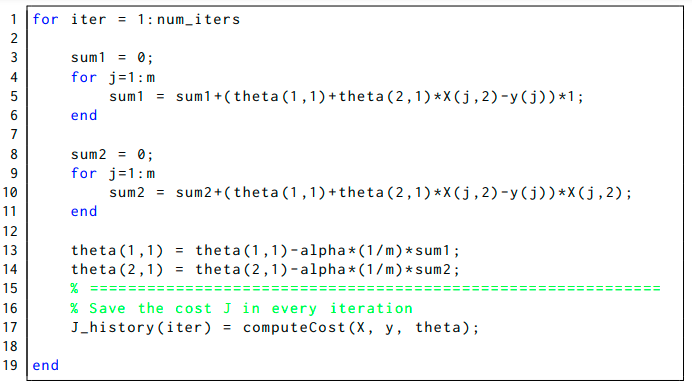 1 for iter = 1:num_iters
2
3     sum1 = 0;
4     for j=1:m
5         sum1 = sum1+(theta(1,1)+theta(2,1)*X(j,2)-y(j))*1;
6     end
7
8     sum2 = 0;
9     for j=1:m
10         sum2 = sum2+(theta(1,1)+theta(2,1)*X(j,2)-y(j))*X(j,2);
11     end
12
13     theta(1,1) = theta(1,1)-alpha*(1/m)*sum1;
14     theta(2,1) = theta(2,1)-alpha*(1/m)*sum2;
15     % ============================================================
16     % Save the cost J in every iteration
17     J_history(iter) = computeCost(X, y, theta);
18
19 end